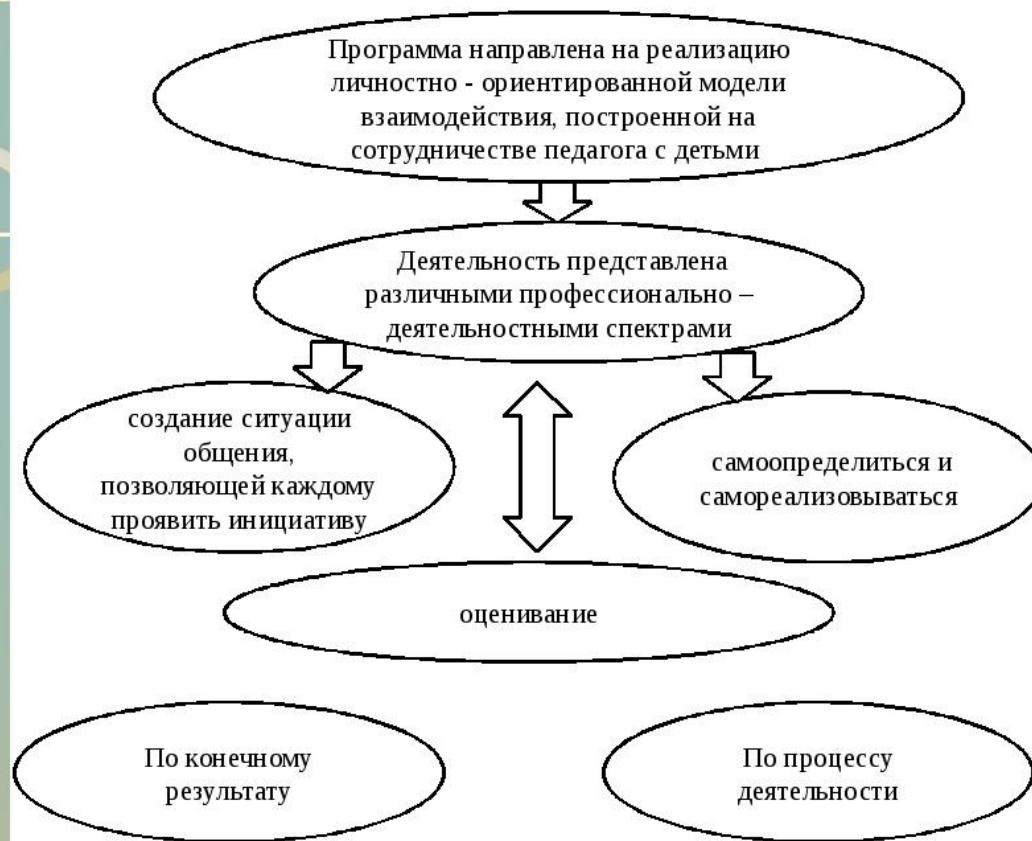 Программа направлена на реализацию
личностно - ориентированной модели
взаимодействия, построенной на
сотрудничестве педагога с детьми
Деятельность представлена
различными профессионально –
деятельностными спектрами
создание ситуации
общения,
позволяющей каждому
проявить инициативу
самоопределиться и
самореализовываться
оценивание
По конечному
результату
По процессу
деятельности